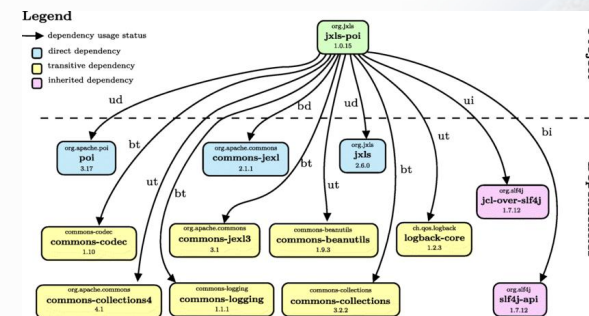 Legend
dependency usage status
direct dependency
transitive dependency
inherited dependency
org.jxls
jxls-poi
1.0.15
ud
bd
ud
ui
bi
bt
ut
bt
bt
ut
bt
ut
org.apache.poi
poi
3.17
org.apache.commons
commons-jexl
2.1.1
org.jxls
jxls
2.6.0
org.slf4j
jcl-over-slf4j
1.7.12
commons-codec
commons-codec
1.10
org.apache.commons
commons-jexl3
3.1
commons-beanutils
commons-beanutils
1.9.3
ch.qos.logback
logback-core
1.2.3
org.apache.commons
commons-collections4
4.1
commons-logging
commons-logging
1.1.1
commons-collections
commons-collections
3.2.2
org.slf4j
slf4j-api
1.7.12